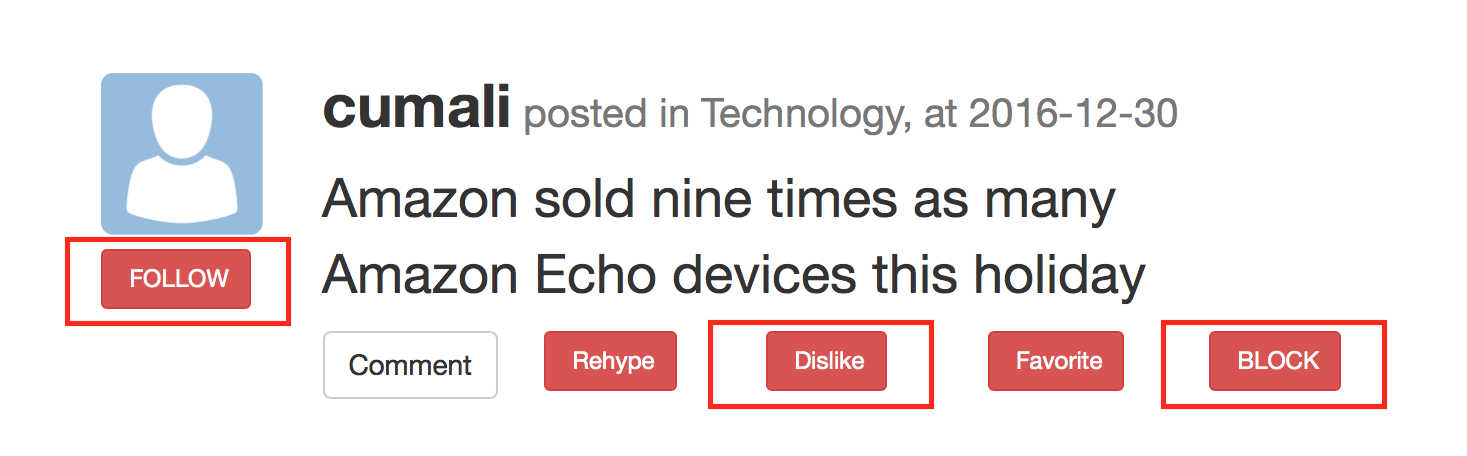 cumali posted in Technology, at 2016-12-30
Amazon sold nine times as many
Amazon Echo devices this holiday
FOLLOW
Comment Rehype Dislike Favorite BLOCK